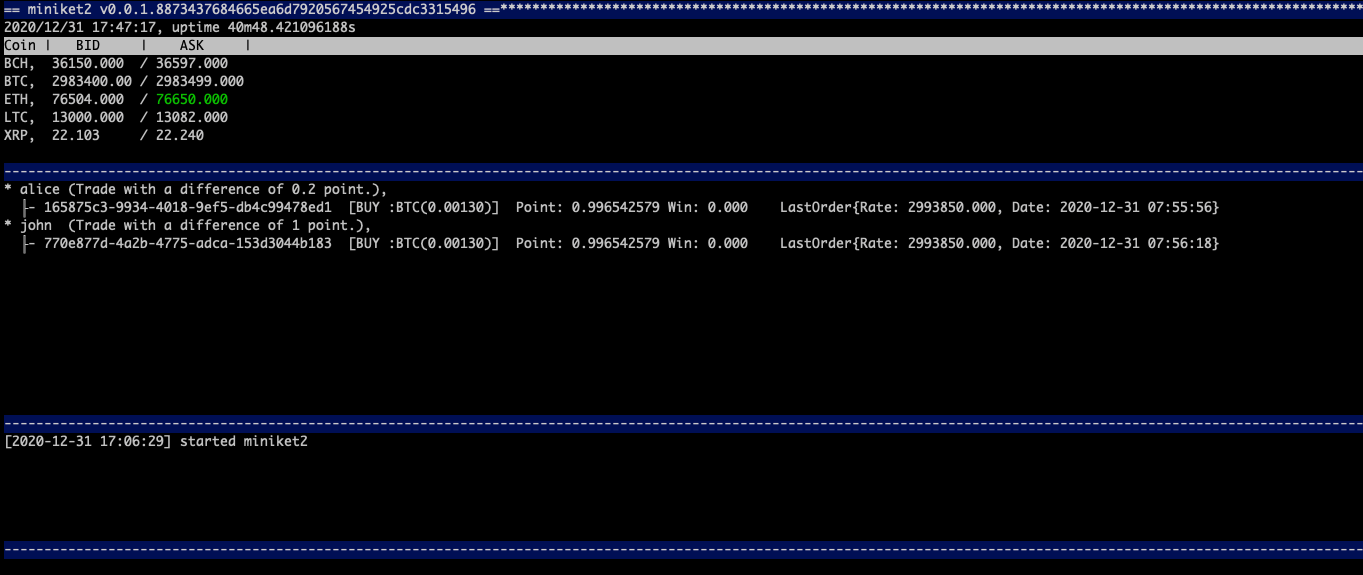 == miniket2 v0.0.1.8873437684665ea6d7920567454925cdc3315496 ==************************************************************************************************************
2020/12/31 17:47:17, uptime 40m48.421096188s
Coin |   BID     |    ASK     |
BCH,  36150.000  / 36597.000
BTC,  2983400.00 / 2983499.000
ETH,  76504.000  / 76650.000
LTC,  13000.000  / 13082.000
XRP,  22.103     / 22.240
--------------------------------------------------------------------------------------------------------------------------------------------------------------------------
* alice (Trade with a difference of 0.2 point.),
  ├- 165875c3-9934-4018-9ef5-db4c99478ed1  [BUY :BTC(0.00130)]  Point: 0.996542579 Win: 0.000    LastOrder{Rate: 2993850.000, Date: 2020-12-31 07:55:56}
* john  (Trade with a difference of 1 point.),
  ├- 770e877d-4a2b-4775-adca-153d3044b183  [BUY :BTC(0.00130)]  Point: 0.996542579 Win: 0.000    LastOrder{Rate: 2993850.000, Date: 2020-12-31 07:56:18}
--------------------------------------------------------------------------------------------------------------------------------------------------------------------------
[2020-12-31 17:06:29] started miniket2
--------------------------------------------------------------------------------------------------------------------------------------------------------------------------